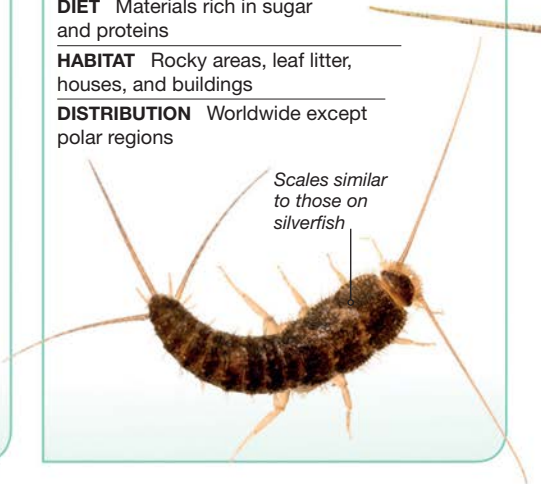 DIET Materials rich in sugar
and proteins
HABITAT Rocky areas, leaf litter,
houses, and buildings
DISTRIBUTION Worldwide except
polar regions
Scales similar
to those on
silverfish